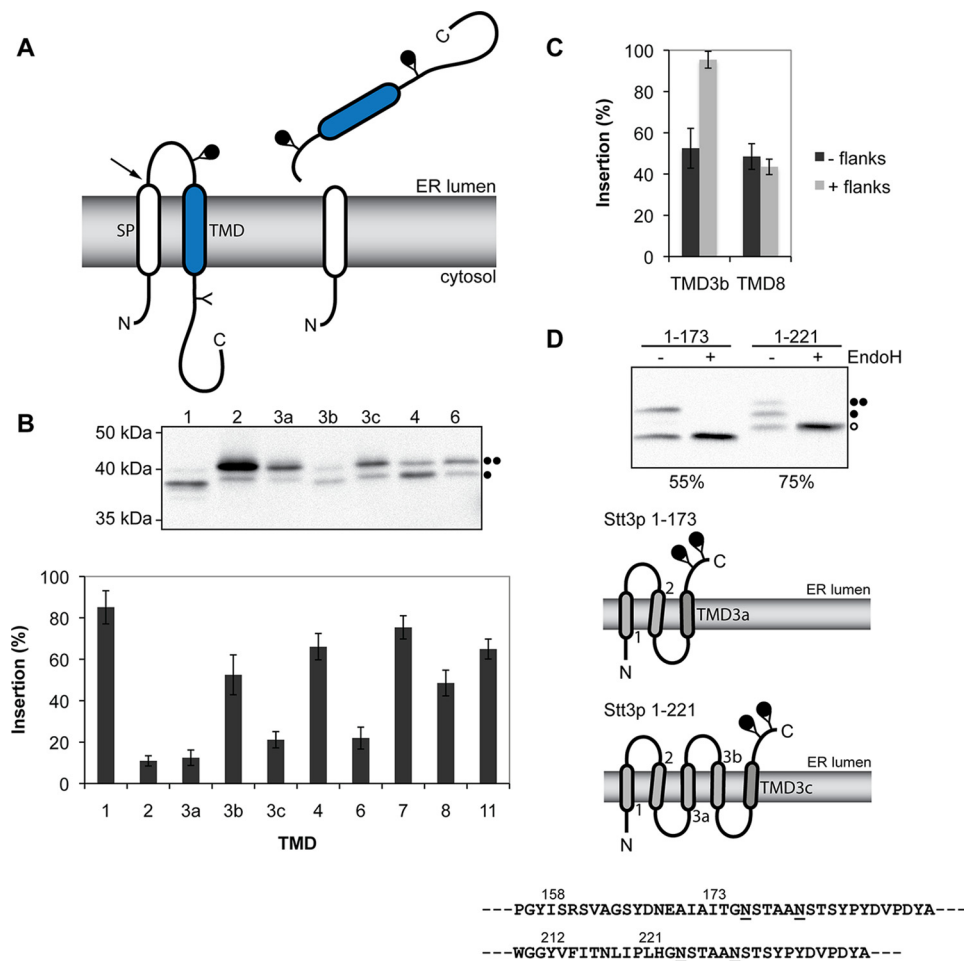 A
SP
TMD
N
C
N
C
ER lumen
cytosol
B
1 2 3a 3b 3c 4 6
50 kDa
40 kDa
35 kDa
Insertion (%)
100
80
60
40
20
0
1 2 3a 3b 3c 4 6 7 8 11
TMD
C
Insertion (%)
100
80
60
40
20
0
TMD3b TMD8
- flanks
+ flanks
D
1-173 1-221
- + - + EndoH
55% 75%
Stt3p 1-173
C
2
ER lumen
TMD3a
1
N
Stt3p 1-221
C
2 3b
ER lumen
TMD3c
1 3a
N
158 173
---PGYISRSVAGSYDNEAIAITGNSTAANSTSYPYDVPDYA---
212 221
---WGGYVFITNLIPLHGNSTAANSTSYPYDVPDYA---